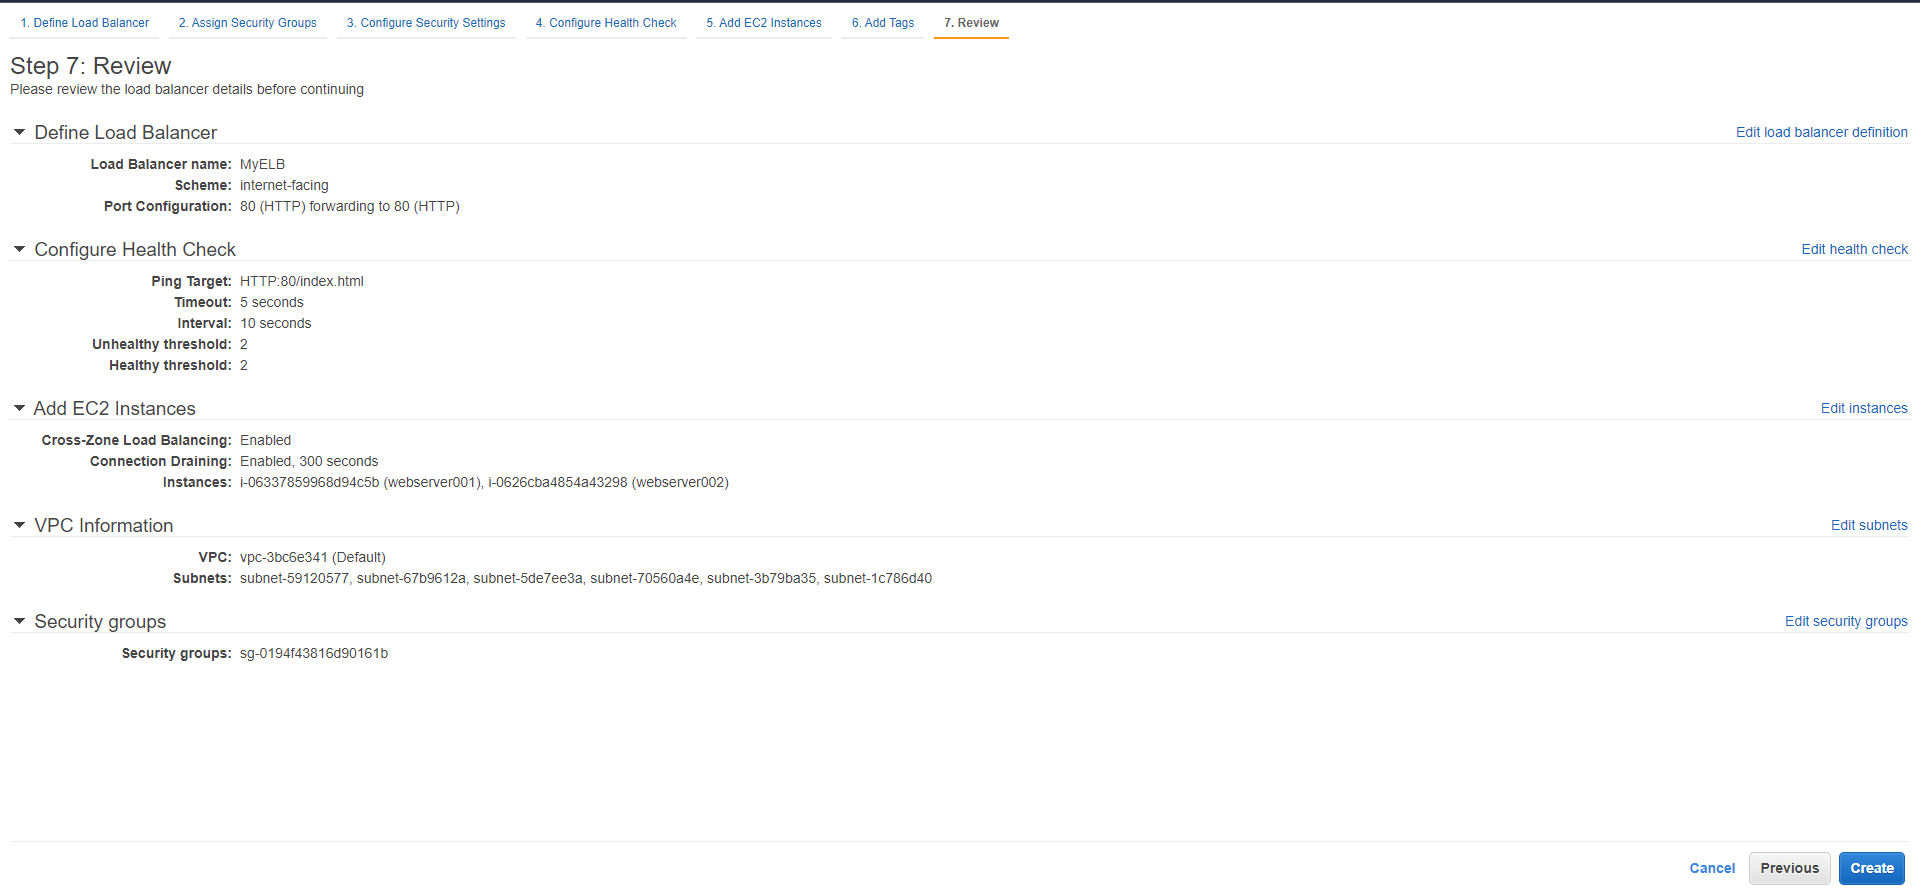 1. Define Load Balancer 2. Assign Security Groups 3. Configure Security Settings 4. Configure Health Check 5. Add EC2 Instances 6. Add Tags 7. Review
Step 7: Review
Please review the load balancer details before continuing
Define Load Balancer Edit load balancer definition
Load Balancer name: MyELB
Scheme: internet-facing
Port Configuration: 80 (HTTP) forwarding to 80 (HTTP)
Configure Health Check Edit health check
Ping Target: HTTP:80/index.html
Timeout: 5 seconds
Interval: 10 seconds
Unhealthy threshold: 2
Healthy threshold: 2
Add EC2 Instances Edit instances
Cross-Zone Load Balancing: Enabled
Connection Draining: Enabled, 300 seconds
Instances: i-06337859968d94c5b (webserver001), i-0626cba4854a43298 (webserver002)
VPC Information Edit subnets
VPC: vpc-3bc6e341 (Default)
Subnets: subnet-59120577, subnet-67b9612a, subnet-5de7ee3a, subnet-70560a4e, subnet-3b79ba35, subnet-1c786d40
Security groups Edit security groups
Security groups: sg-0194f43816d90161b
Cancel Previous Create